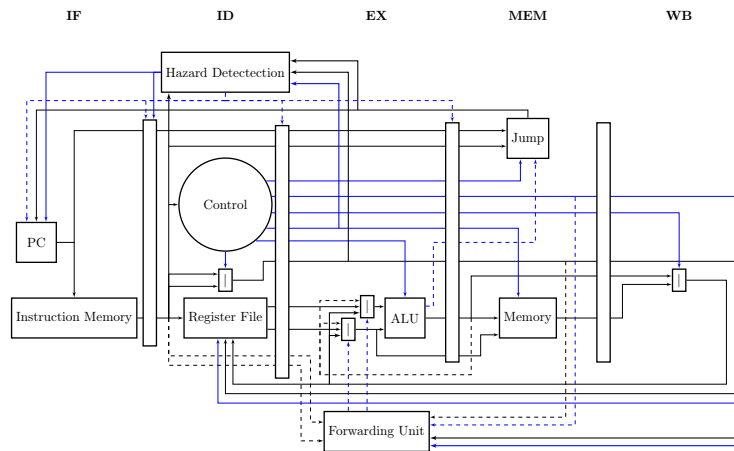 IF ID EX MEM WB
Hazard Detectection
Jump
Control
PC
Instruction Memory
Register File
ALU
Memory
Forwarding Unit